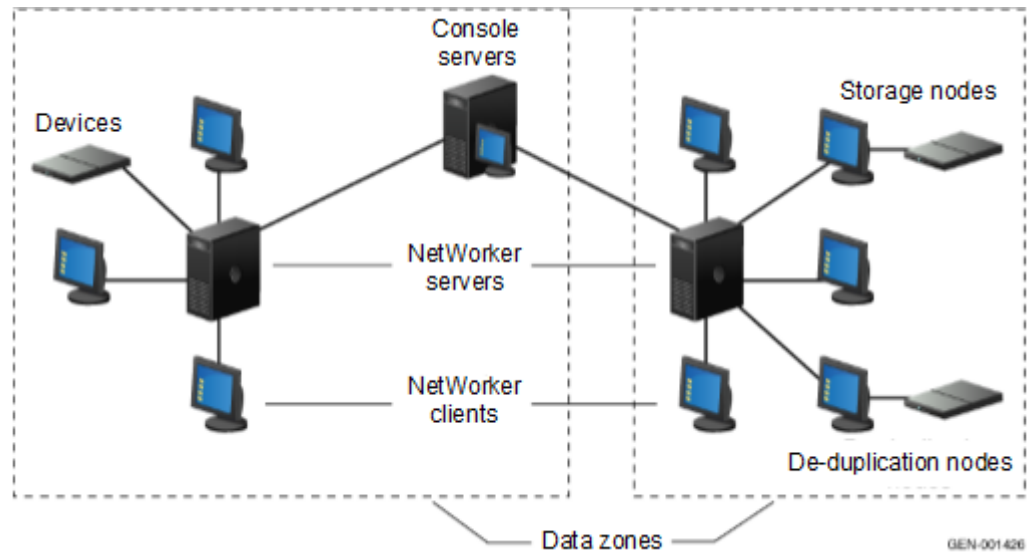 Console
servers
Devices
Storage nodes
NetWorker
servers
NetWorker
clients
De-duplication nodes
Data zones
GEN-001426